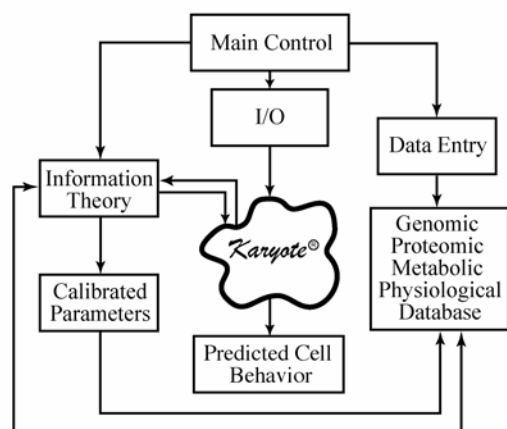 Main Control
I/O
Data Entry
Information
Theory
Karyote®
Genomic
Proteomic
Metabolic
Physiological
Database
Calibrated
Parameters
Predicted Cell
Behavior